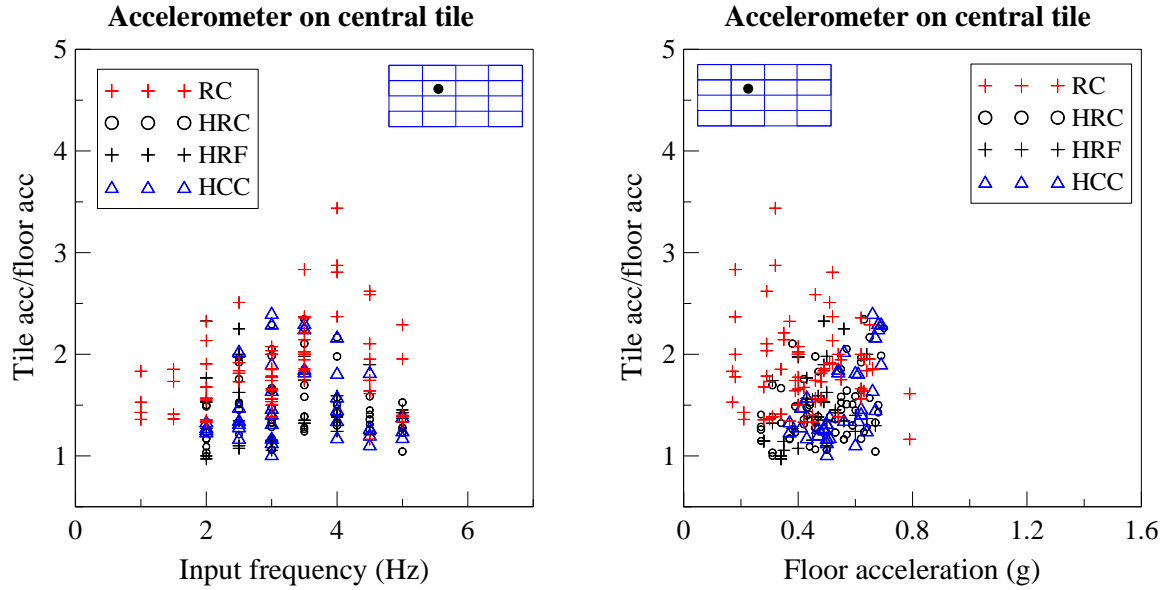 Accelerometer on central tile
5
4
3
2
1
Tile acc/floor acc
RC
HRC
HRF
HCC
0
2
4
6
Input frequency (Hz)
Accelerometer on central tile
5
4
3
2
1
Tile acc/floor acc
RC
HRC
HRF
HCC
0
0.4
0.8
1.2
1.6
Floor acceleration (g)